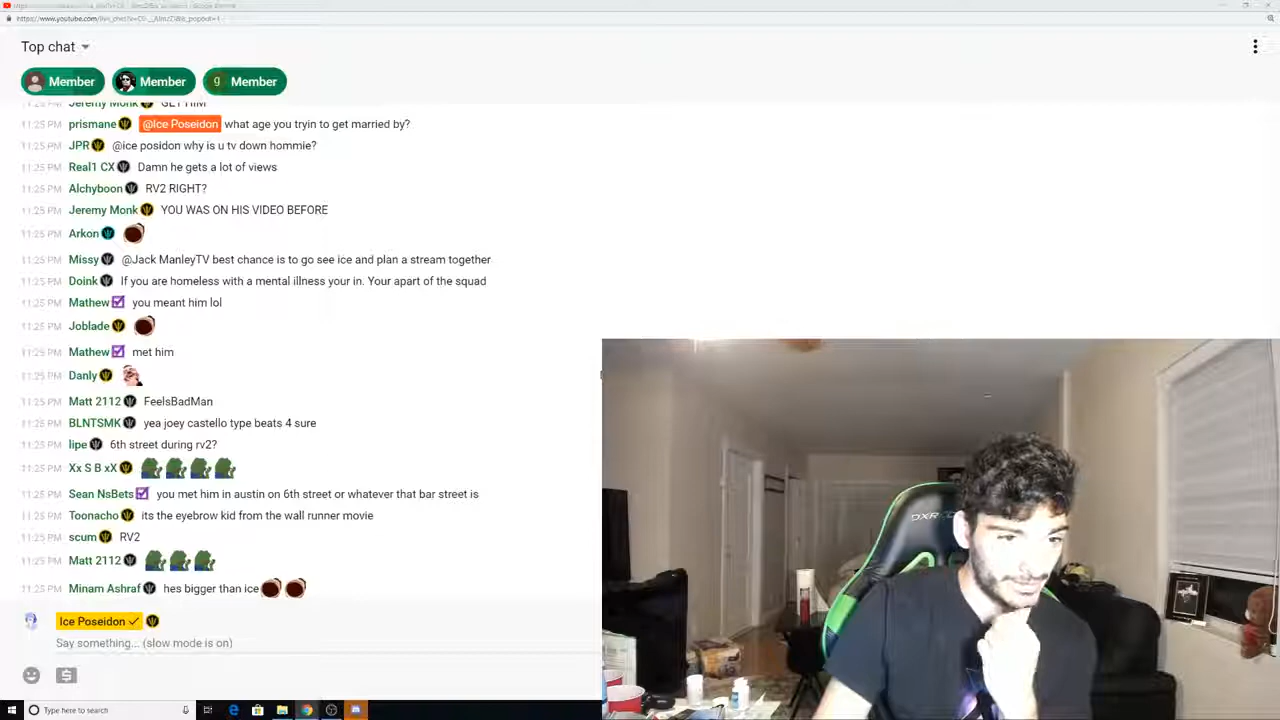 Top chat
Member Member g Member
11:25 PM Jeremy Monk GET HIM
11:25 PM prismane @Ice Poseidon what age you tryin to get married by?
11:25 PM JPR @ice posidon why is u tv down hommie?
11:25 PM Real1 CX Damn he gets a lot of views
11:25 PM Alchyboon RV2 RIGHT?
11:25 PM Jeremy Monk YOU WAS ON HIS VIDEO BEFORE
11:25 PM Arkon
11:25 PM Missy @Jack ManleyTV best chance is to go see ice and plan a stream together
11:25 PM Doink If you are homeless with a mental illness your in. Your apart of the squad
11:25 PM Mathew you meant him lol
11:25 PM Joblade
11:25 PM Mathew met him
11:25 PM Danly
11:25 PM Matt 2112 FeelsBadMan
11:25 PM BLNTSMK yea joey castello type beats 4 sure
11:25 PM lipe 6th street during rv2?
11:25 PM Xx S B xX
11:25 PM Sean NsBets you met him in austin on 6th street or whatever that bar street is
11:25 PM Toonacho its the eyebrow kid from the wall runner movie
11:25 PM scum RV2
11:25 PM Matt 2112
11:25 PM Minam Ashraf hes bigger than ice
Ice Poseidon
Say something... (slow mode is on)
DXR
Type here to search